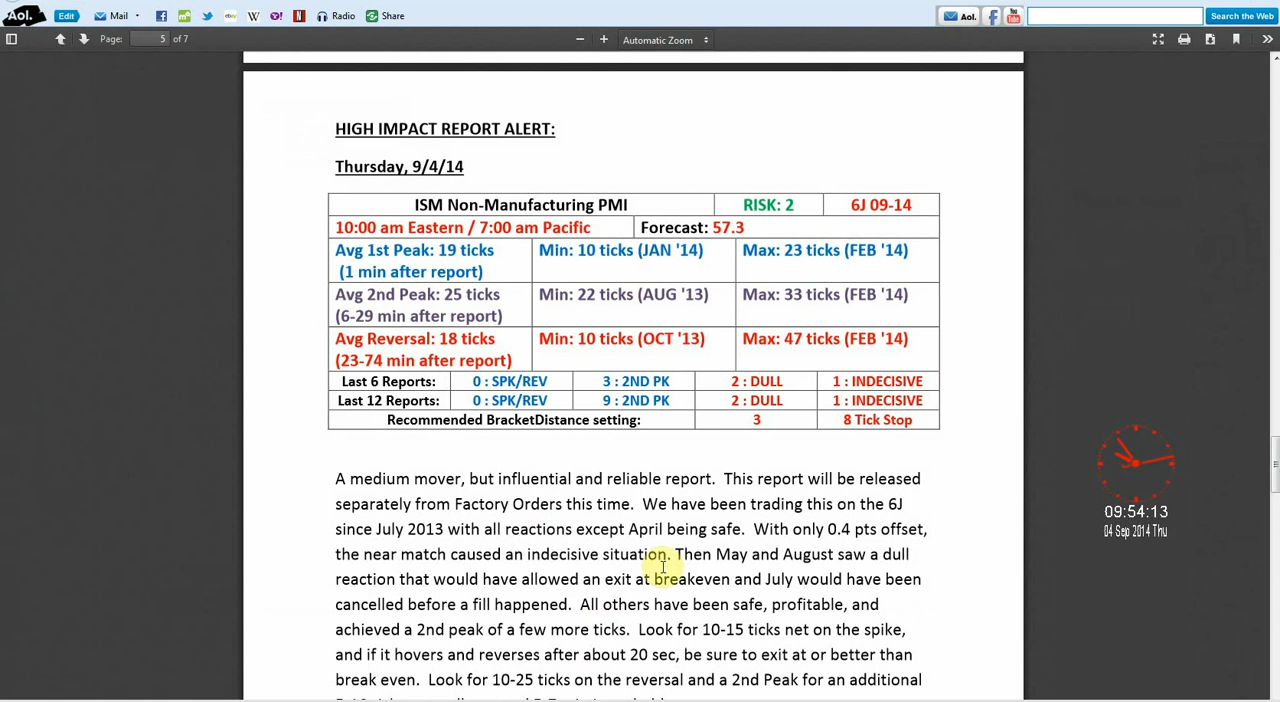 Aol. Edit Mail ebay W Y! N Radio Share Aol. f You Tube Search the Web
Page: 5 of 7 Automatic Zoom
HIGH IMPACT REPORT ALERT:
Thursday, 9/4/14
ISM Non-Manufacturing PMI RISK: 2 6J 09-14
10:00 am Eastern / 7:00 am Pacific Forecast: 57.3
Avg 1st Peak: 19 ticks Min: 10 ticks (JAN '14) Max: 23 ticks (FEB '14)
(1 min after report)
Avg 2nd Peak: 25 ticks Min: 22 ticks (AUG '13) Max: 33 ticks (FEB '14)
(6-29 min after report)
Avg Reversal: 18 ticks Min: 10 ticks (OCT '13) Max: 47 ticks (FEB '14)
(23-74 min after report)
Last 6 Reports: 0 : SPK/REV 3 : 2ND PK 2 : DULL 1 : INDECISIVE
Last 12 Reports: 0 : SPK/REV 9 : 2ND PK 2 : DULL 1 : INDECISIVE
Recommended BracketDistance setting: 3 8 Tick Stop
A medium mover, but influential and reliable report. This report will be released
separately from Factory Orders this time. We have been trading this on the 6J
since July 2013 with all reactions except April being safe. With only 0.4 pts offset,
the near match caused an indecisive situation. Then May and August saw a dull
reaction that would have allowed an exit at breakeven and July would have been
cancelled before a fill happened. All others have been safe, profitable, and
achieved a 2nd peak of a few more ticks. Look for 10-15 ticks net on the spike,
and if it hovers and reverses after about 20 sec, be sure to exit at or better than
break even. Look for 10-25 ticks on the reversal and a 2nd Peak for an additional
09:54:13
04 Sep 2014 Thu